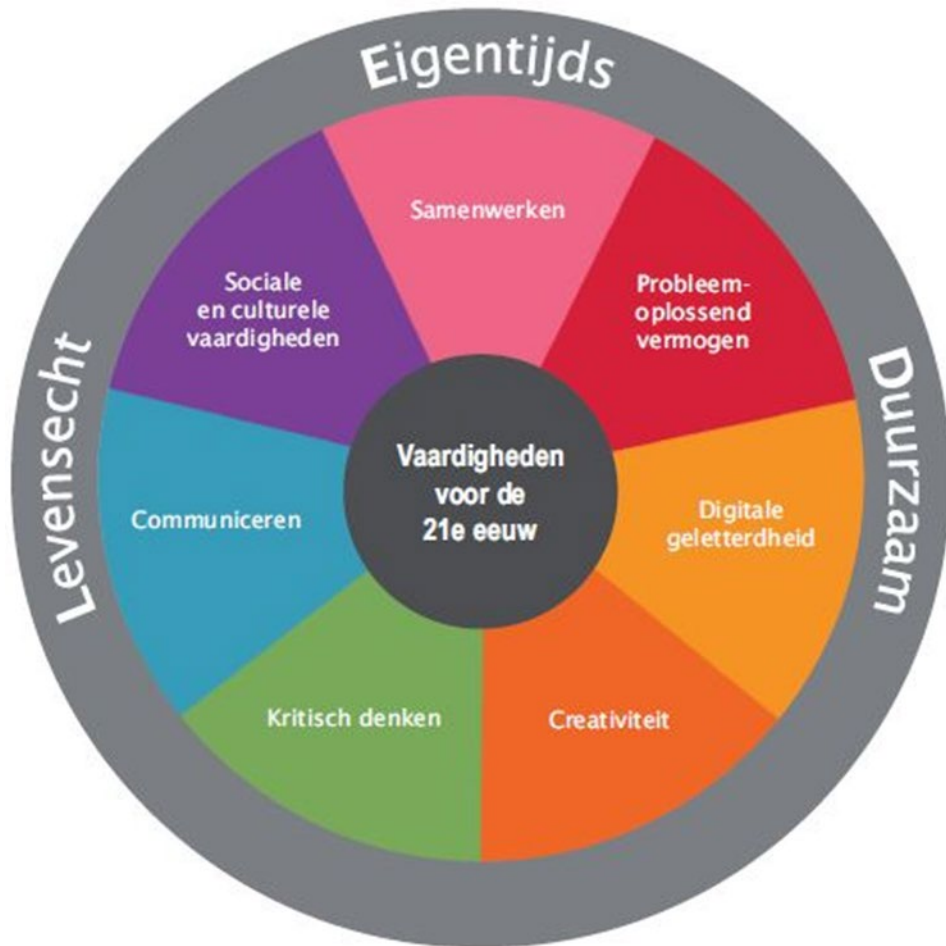 Eigentijds
Samenwerken
Sociale
en culturele
vaardigheden
Probleem-
oplossend
vermogen
Levensecht
Duurzaam
Vaardigheden
voor de
21e eeuw
Communiceren
Digitale
geletterdheid
Kritisch denken
Creativiteit